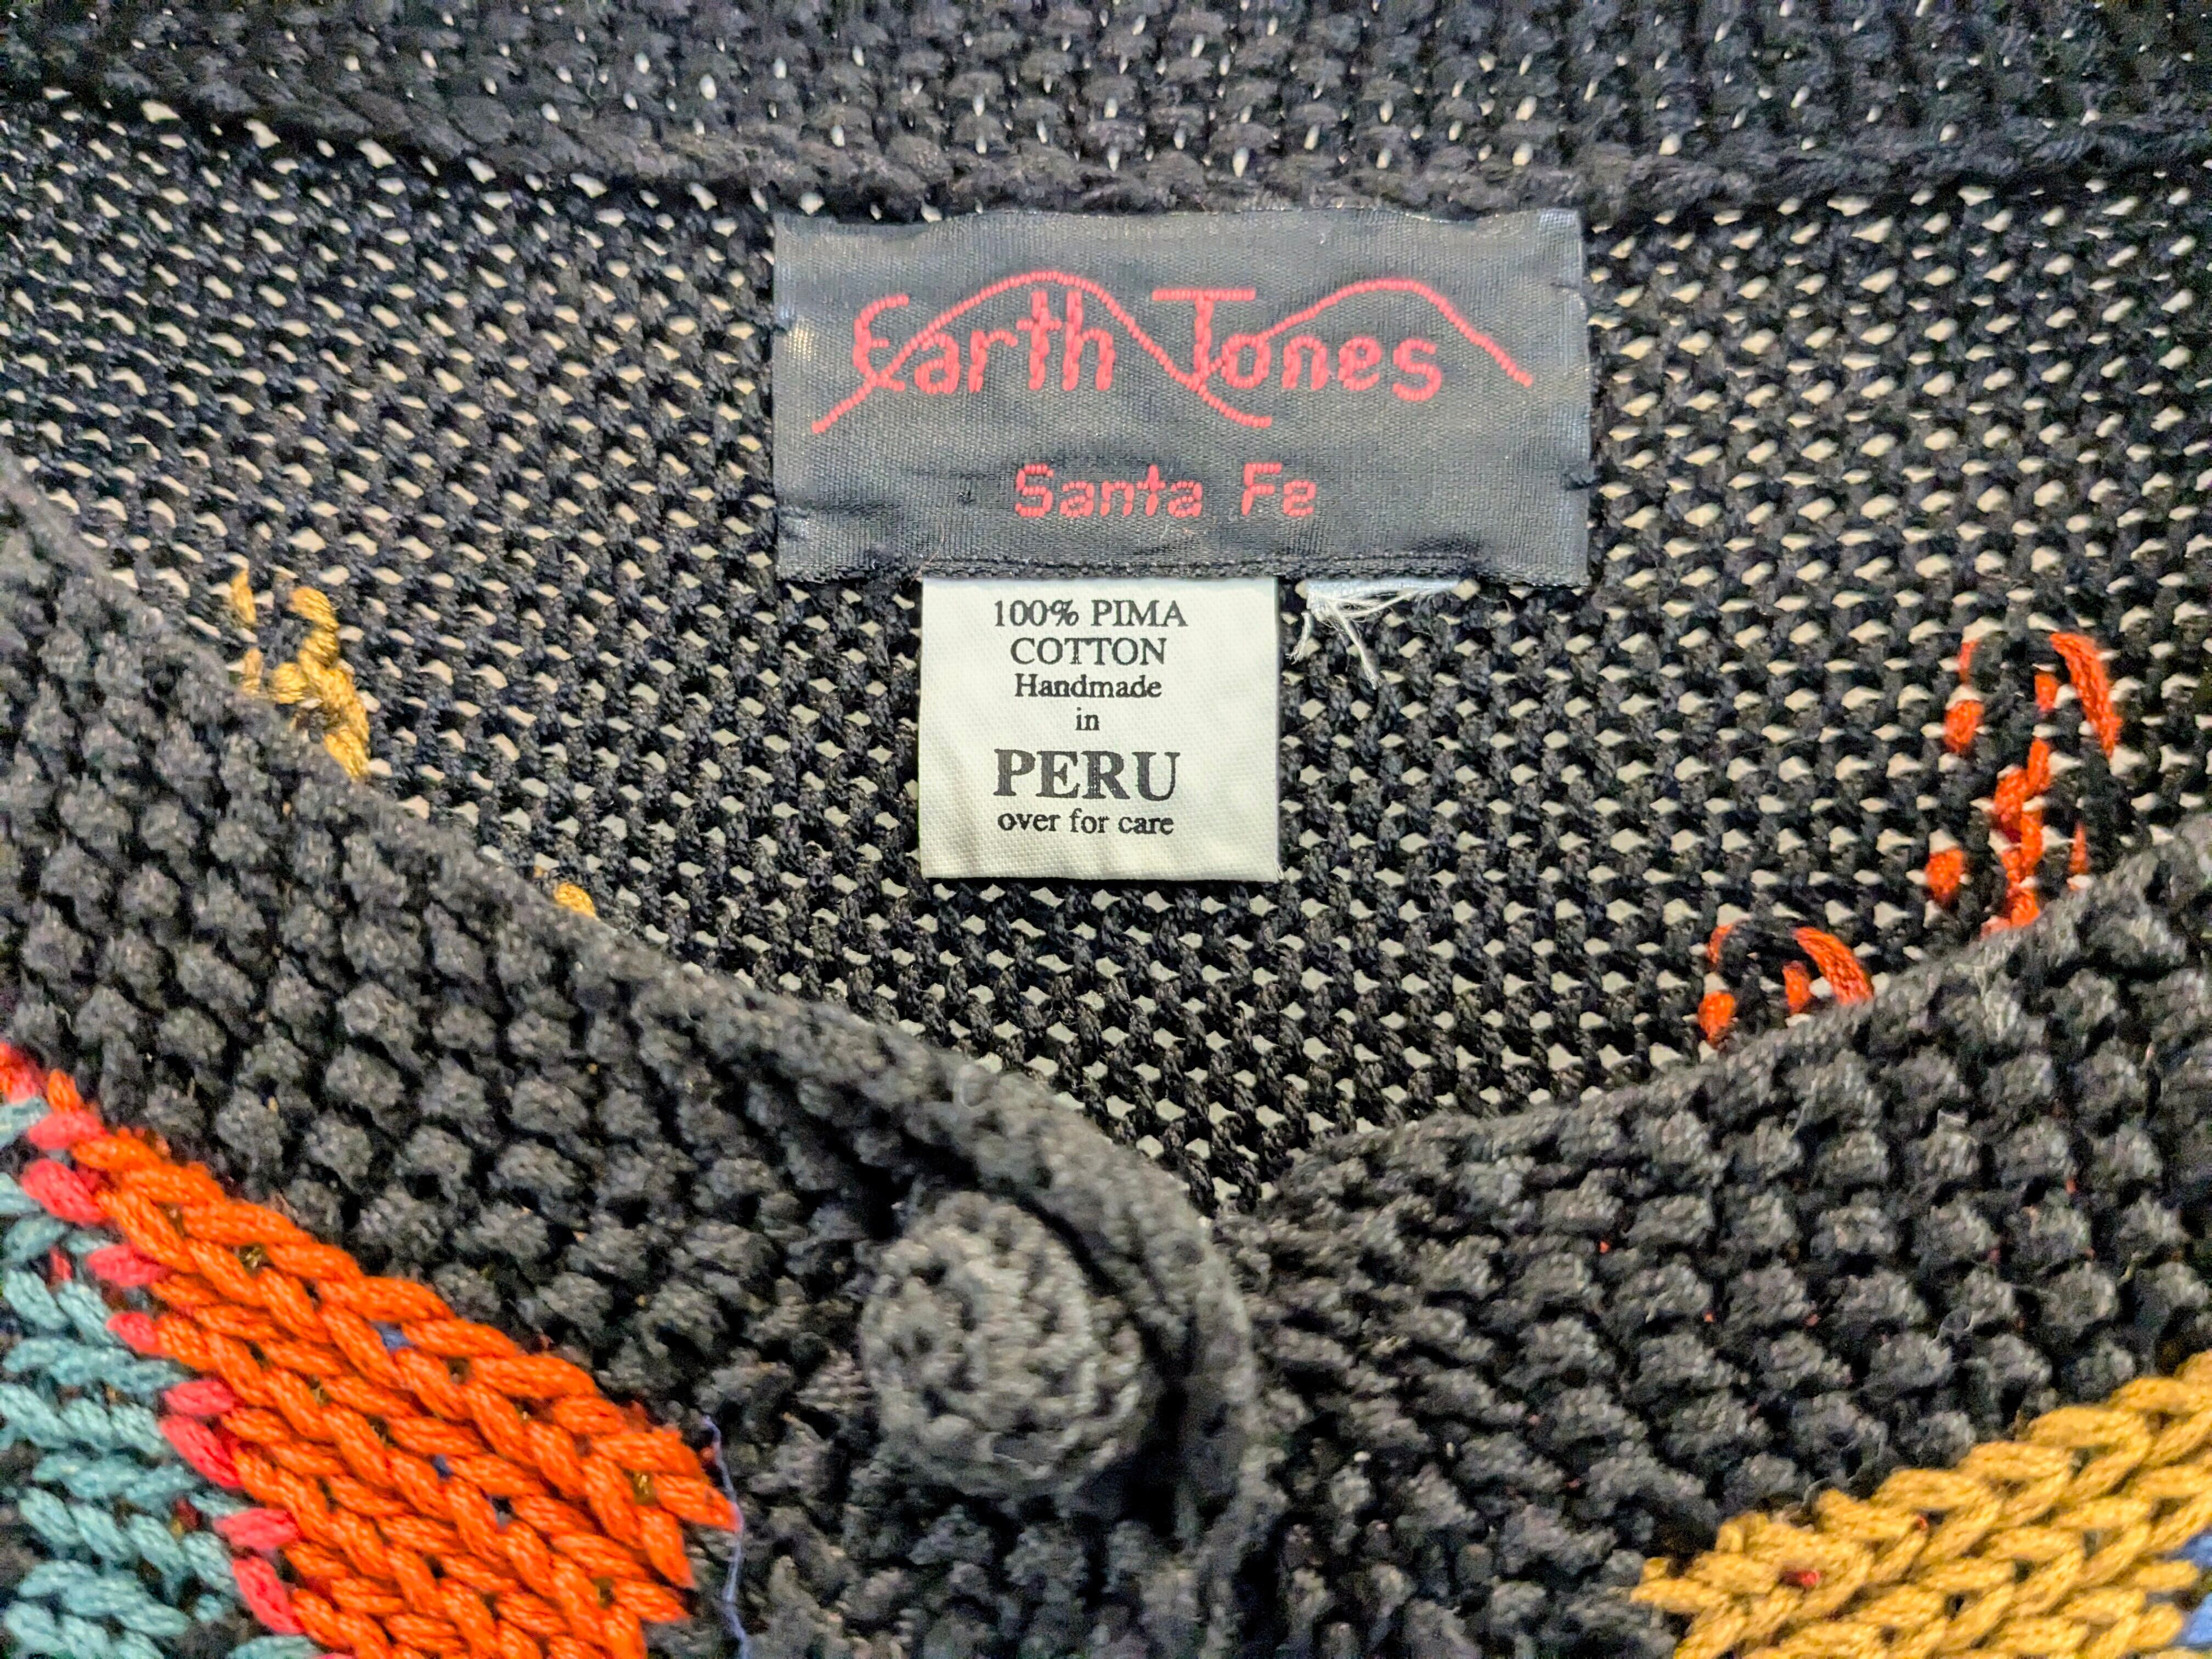 Earth Tones
Santa Fe
100% PIMA
COTTON
Handmade
in
PERU
over for care